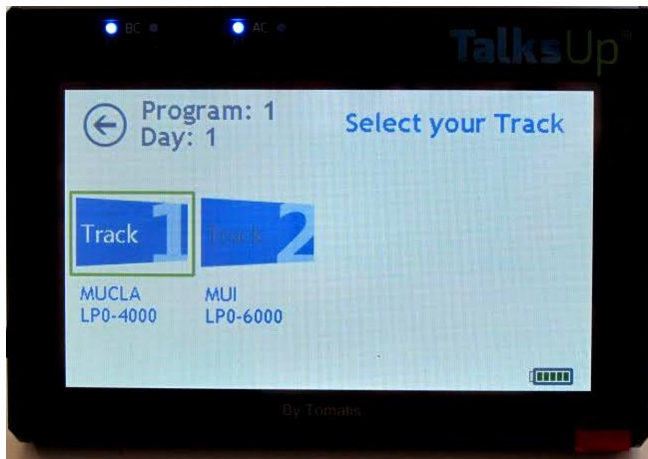 BC AC
TalksUp®
Program: 1
Day: 1
Select your Track
Track 1
Track 2
MUCLA
LP0-4000
MUI
LP0-6000
By Tomatis